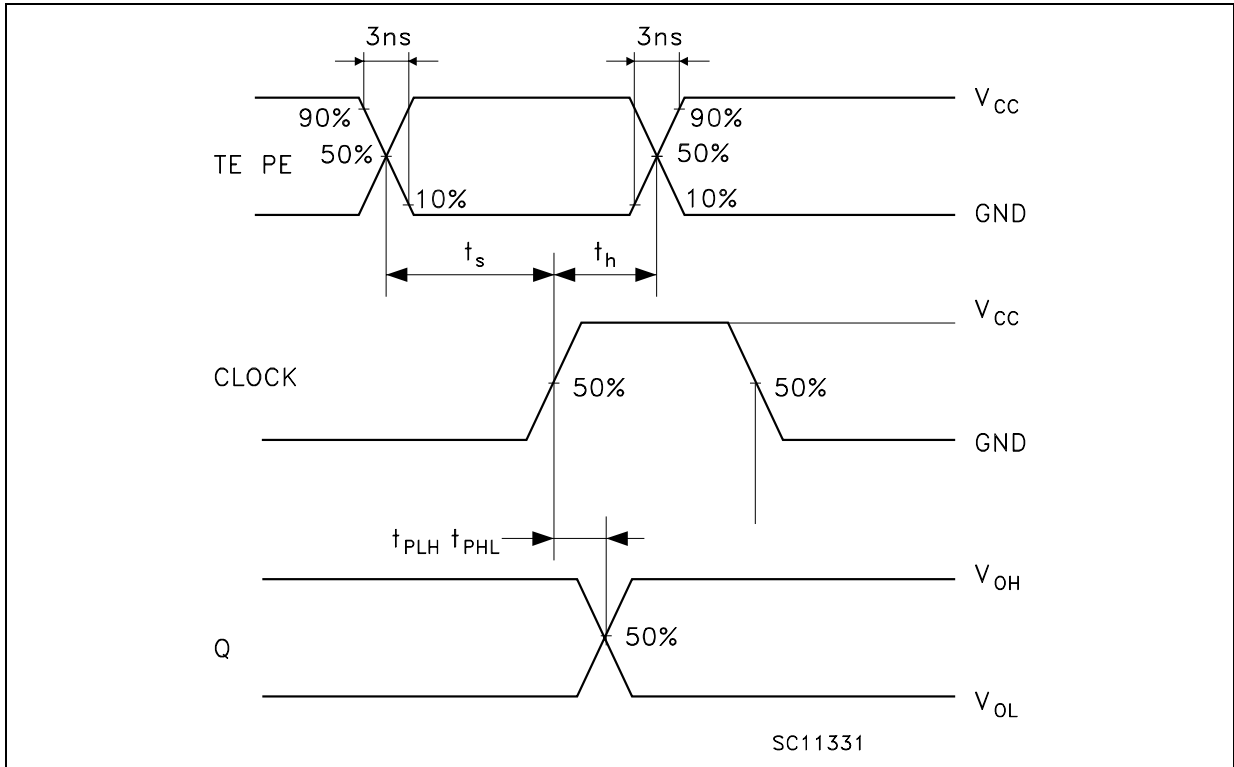 3ns 3ns
V_CC
90% 90%
TE PE 50% 50%
10% 10%
GND
t_s t_h
V_CC
CLOCK 50% 50%
GND
t_PLH t_PHL
V_OH
Q 50%
V_OL
SC11331